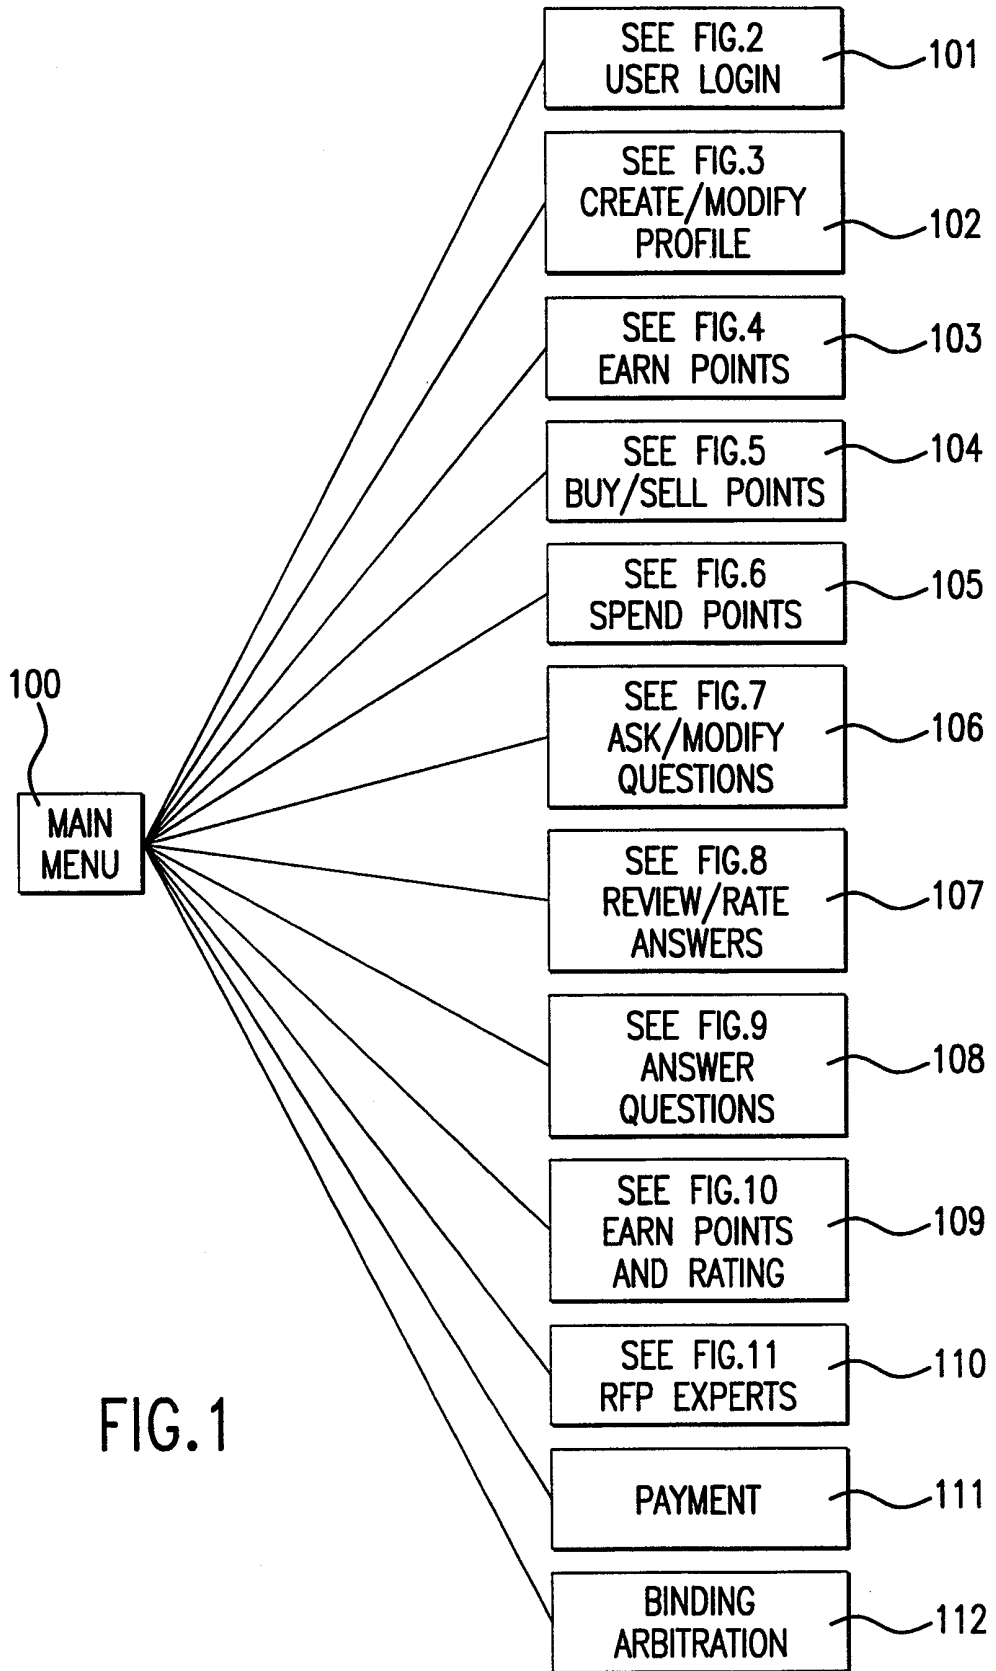 SEE FIG.2
USER LOGIN
101
SEE FIG.3
CREATE/MODIFY
PROFILE
102
SEE FIG.4
EARN POINTS
103
SEE FIG.5
BUY/SELL POINTS
104
SEE FIG.6
SPEND POINTS
105
100
MAIN
MENU
SEE FIG.7
ASK/MODIFY
QUESTIONS
106
SEE FIG.8
REVIEW/RATE
ANSWERS
107
SEE FIG.9
ANSWER
QUESTIONS
108
SEE FIG.10
EARN POINTS
AND RATING
109
SEE FIG.11
RFP EXPERTS
110
FIG.1
PAYMENT
111
BINDING
ARBITRATION
112